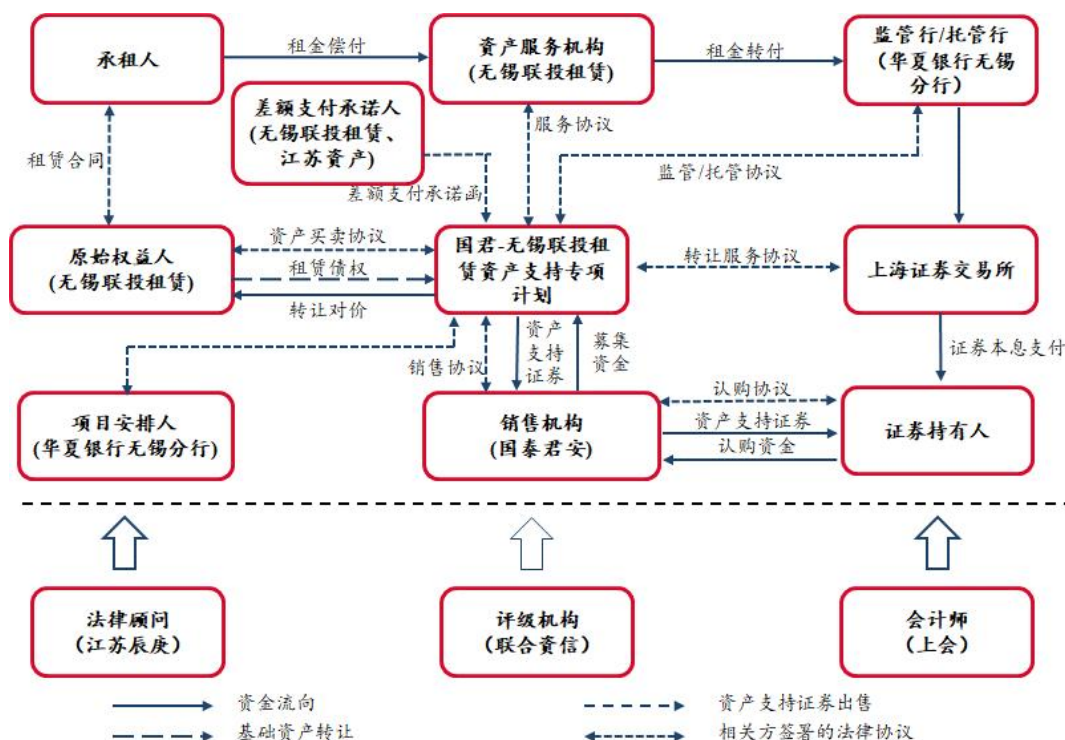 承租人
租金偿付
资产服务机构
(无锡联投租赁)
租金转付
监管行/托管行
（华夏银行无锡
分行）
差额支付承诺人
(无锡联投租赁、
江苏资产)
服务协议
租赁合同
监管/托管协议
差额支付承诺函
原始权益人
(无锡联投租赁)
资产买卖协议
租赁债权
转让对价
国君-无锡联投租
赁资产支持专项
计划
转让服务协议
上海证券交易所
销售协议
资产
支持
证券
募集
资金
证券本息支付
项目安排人
(华夏银行无锡分行)
销售机构
(国泰君安)
认购协议
资产支持证券
认购资金
证券持有人
法律顾问
（江苏辰庚）
评级机构
（联合资信）
会计师
（上会）
资金流向
资产支持证券出售
基础资产转让
相关方签署的法律协议